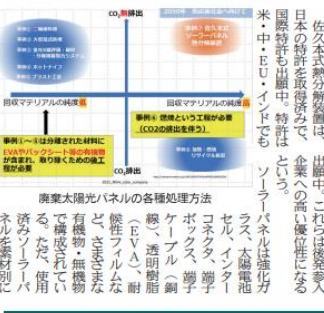 CO₂無排出
事例⑦ 佐久本式
ソーラーパネル
熱分解装置
回収マテリアルの純度低
回収マテリアルの純度高
事例⑥ 燃焼という工程が必要
(CO2の排出を伴う)
事例①~④は分離された材料に
EVAやバックシート等の有機物
が含まれ、取り除くための後工
程が必要
CO₂排出
廃棄太陽光パネルの各種処理方法
佐久本式熱分解装置は、
日本の特許を取得済みで、
国際特許も出願中。特許は
米・中・EU・インドでも
出願中。これらは後発参入
企業への高い優位性になる
という。
ソーラーパネルは強化ガ
ラス、太陽電池
セル、インター
コネクタ、端子
ボックス、端子
ケーブル(銅
線)、透明樹脂
(EVA)、耐
候性フィルムな
ど、さまざまな
有機物・無機物
で構成されてい
る。ただ、使用
済みソーラーパ
ネルを素材別に